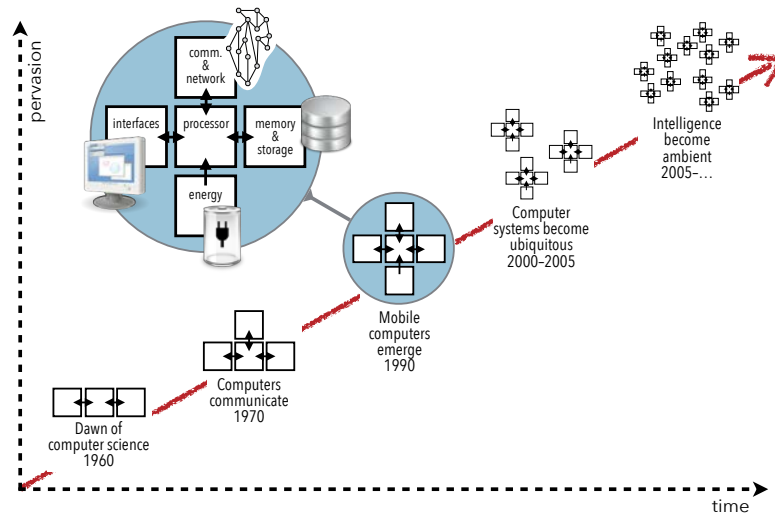 pervasion
comm.
&
network
interfaces
processor
memory
&
storage
energy
Intelligence
become
ambient
2005–...
Computer
systems become
ubiquitous
2000–2005
Mobile
computers
emerge
1990
Computers
communicate
1970
Dawn of
computer science
1960
time